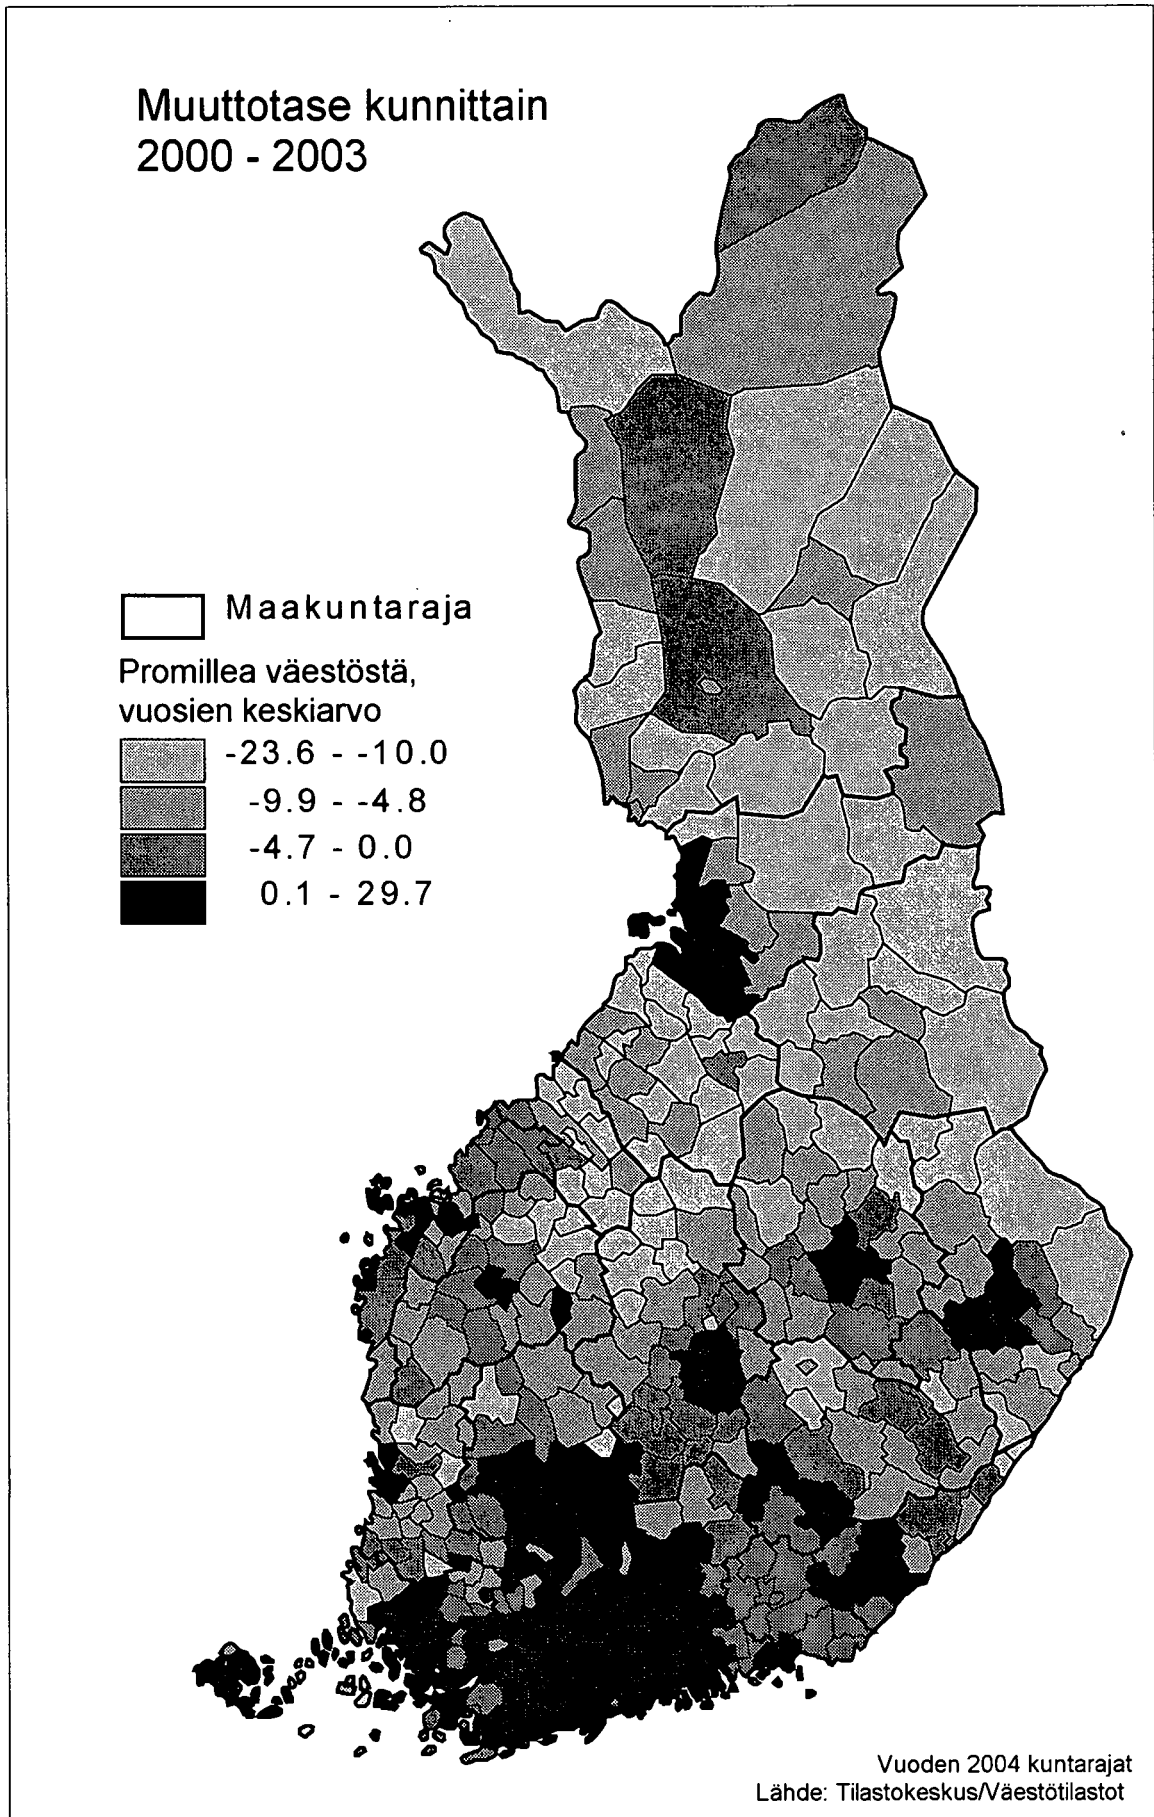 Muuttotase kunnittain
2000 - 2003
Maakuntaraja
Promillea väestöstä,
vuosien keskiarvo
-23.6 - -10.0
-9.9 - -4.8
-4.7 - 0.0
0.1 - 29.7
Vuoden 2004 kuntarajat
Lähde: Tilastokeskus/Väestötilastot